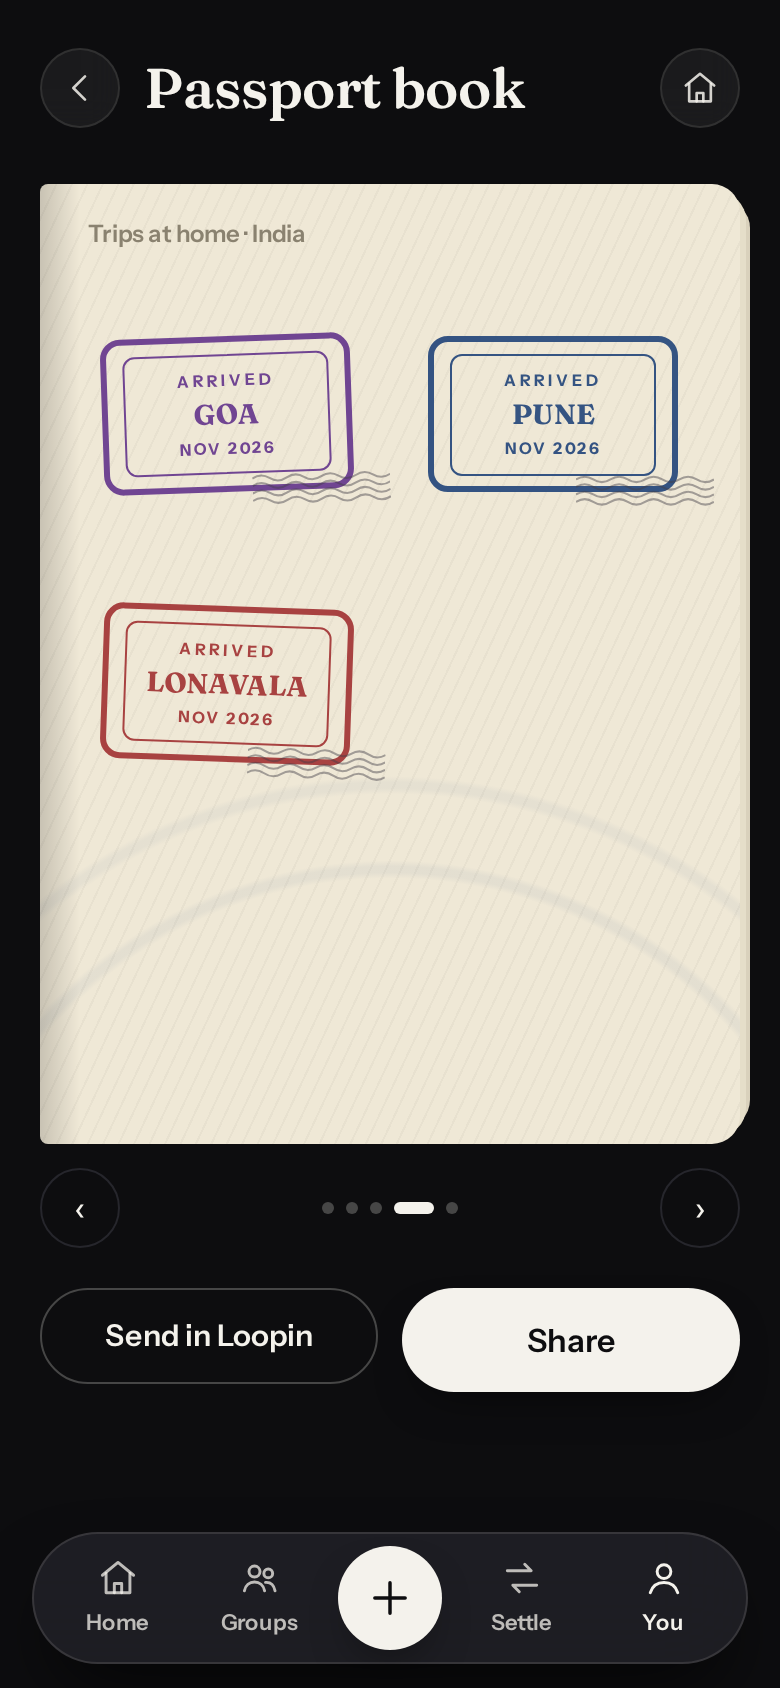 Passport book
Trips at home · India
ARRIVED
GOA
NOV 2026
ARRIVED
PUNE
NOV 2026
ARRIVED
LONAVALA
NOV 2026
Send in Loopin
Share
Home
Groups
Settle
You